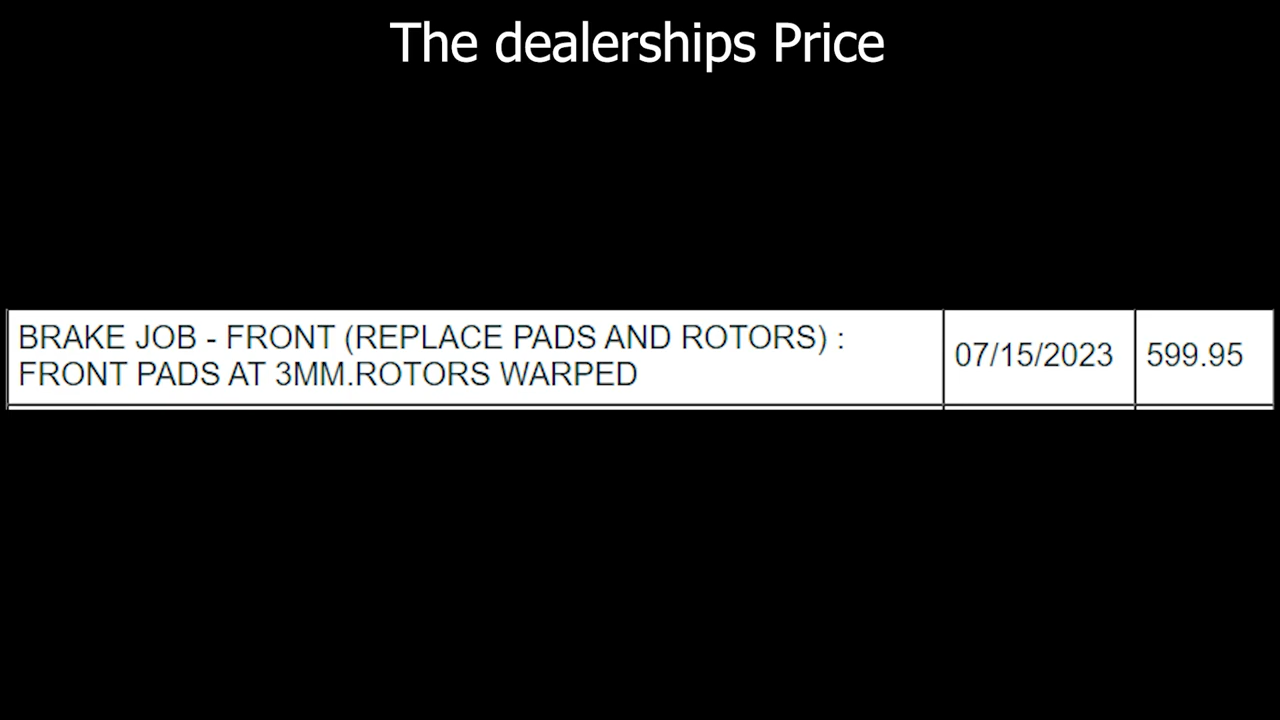 The dealerships Price
BRAKE JOB - FRONT (REPLACE PADS AND ROTORS) :
FRONT PADS AT 3MM.ROTORS WARPED
07/15/2023
599.95